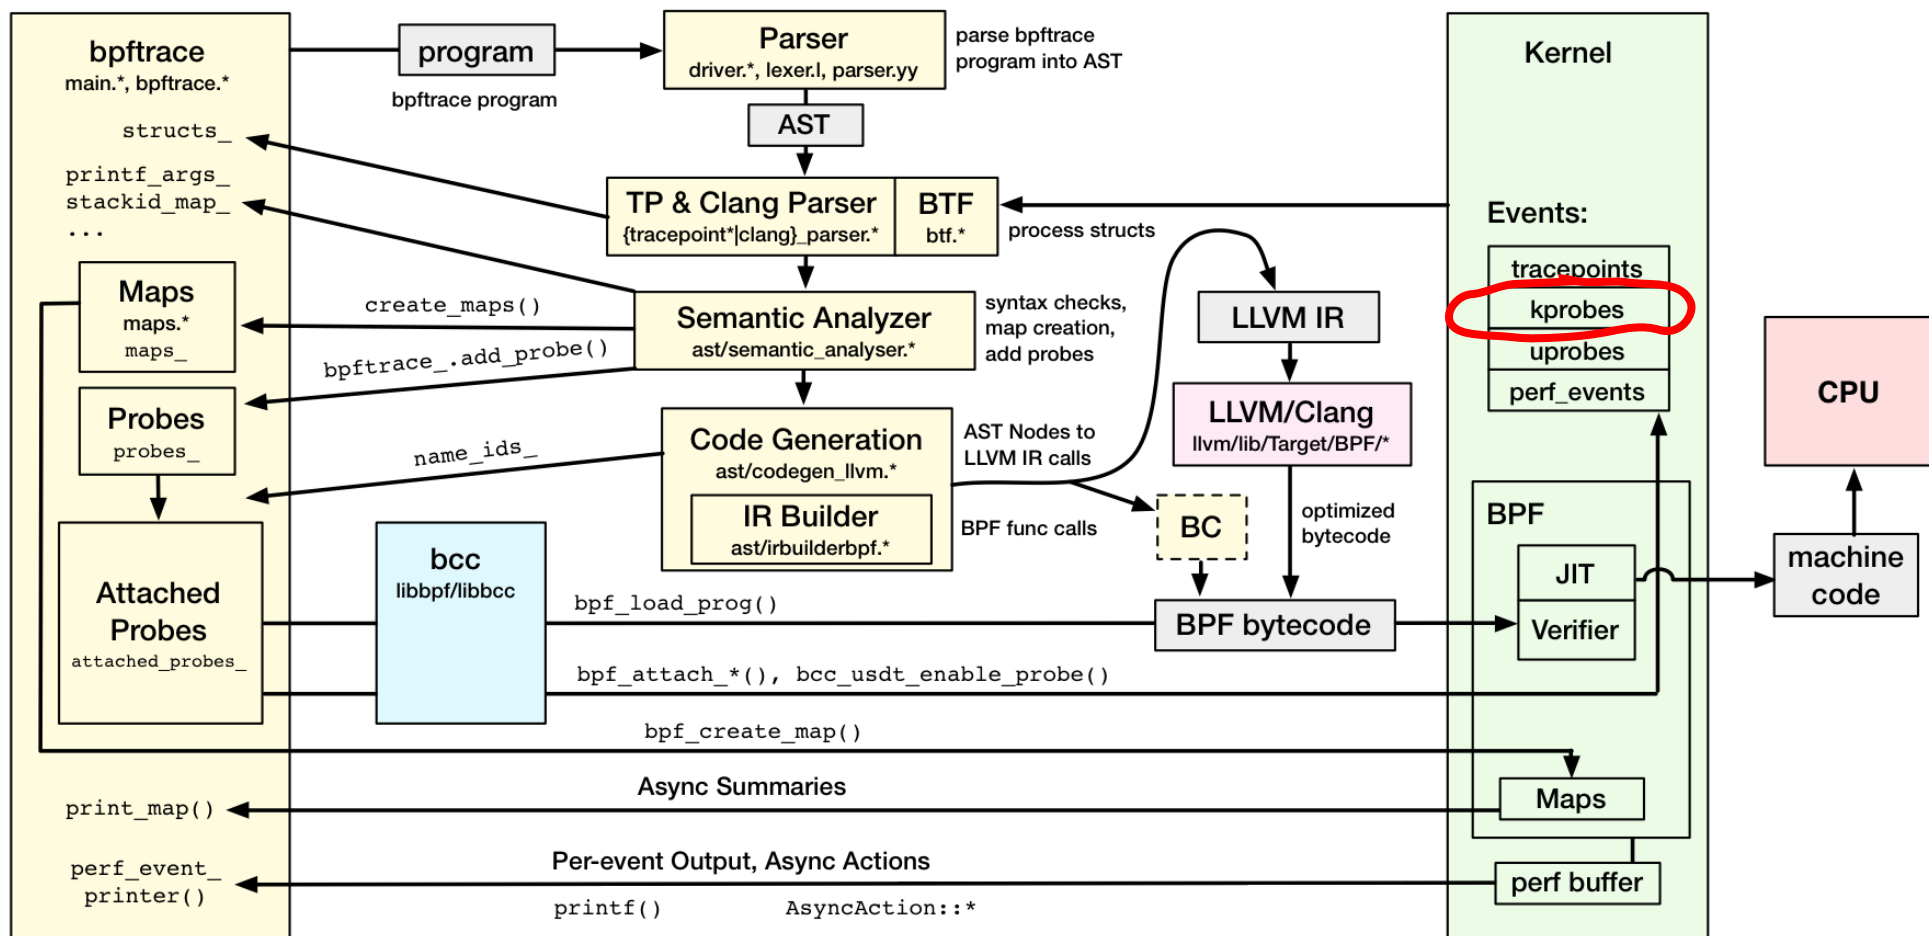 bpftrace
main.*, bpftrace.*
structs_
printf_args_
stackid_map_
...
Maps
maps.*
maps_
Probes
probes_
Attached
Probes
attached_probes_
print_map()
perf_event_
printer()
program
bpftrace program
Parser
driver.*, lexer.l, parser.yy
parse bpftrace
program into AST
AST
TP & Clang Parser
{tracepoint*|clang}_parser.*
BTF
btf.*
process structs
create_maps()
bpftrace_.add_probe()
name_ids_
Semantic Analyzer
ast/semantic_analyser.*
syntax checks,
map creation,
add probes
Code Generation
ast/codegen_llvm.*
IR Builder
ast/irbuilderbpf.*
AST Nodes to
LLVM IR calls
BPF func calls
LLVM IR
LLVM/Clang
llvm/lib/Target/BPF/*
optimized
bytecode
BC
BPF bytecode
bcc
libbpf/libbcc
bpf_load_prog()
bpf_attach_*(), bcc_usdt_enable_probe()
bpf_create_map()
Async Summaries
Per-event Output, Async Actions
printf()
AsyncAction::*
Kernel
Events:
tracepoints
kprobes
uprobes
perf_events
BPF
JIT
Verifier
Maps
perf buffer
CPU
machine
code